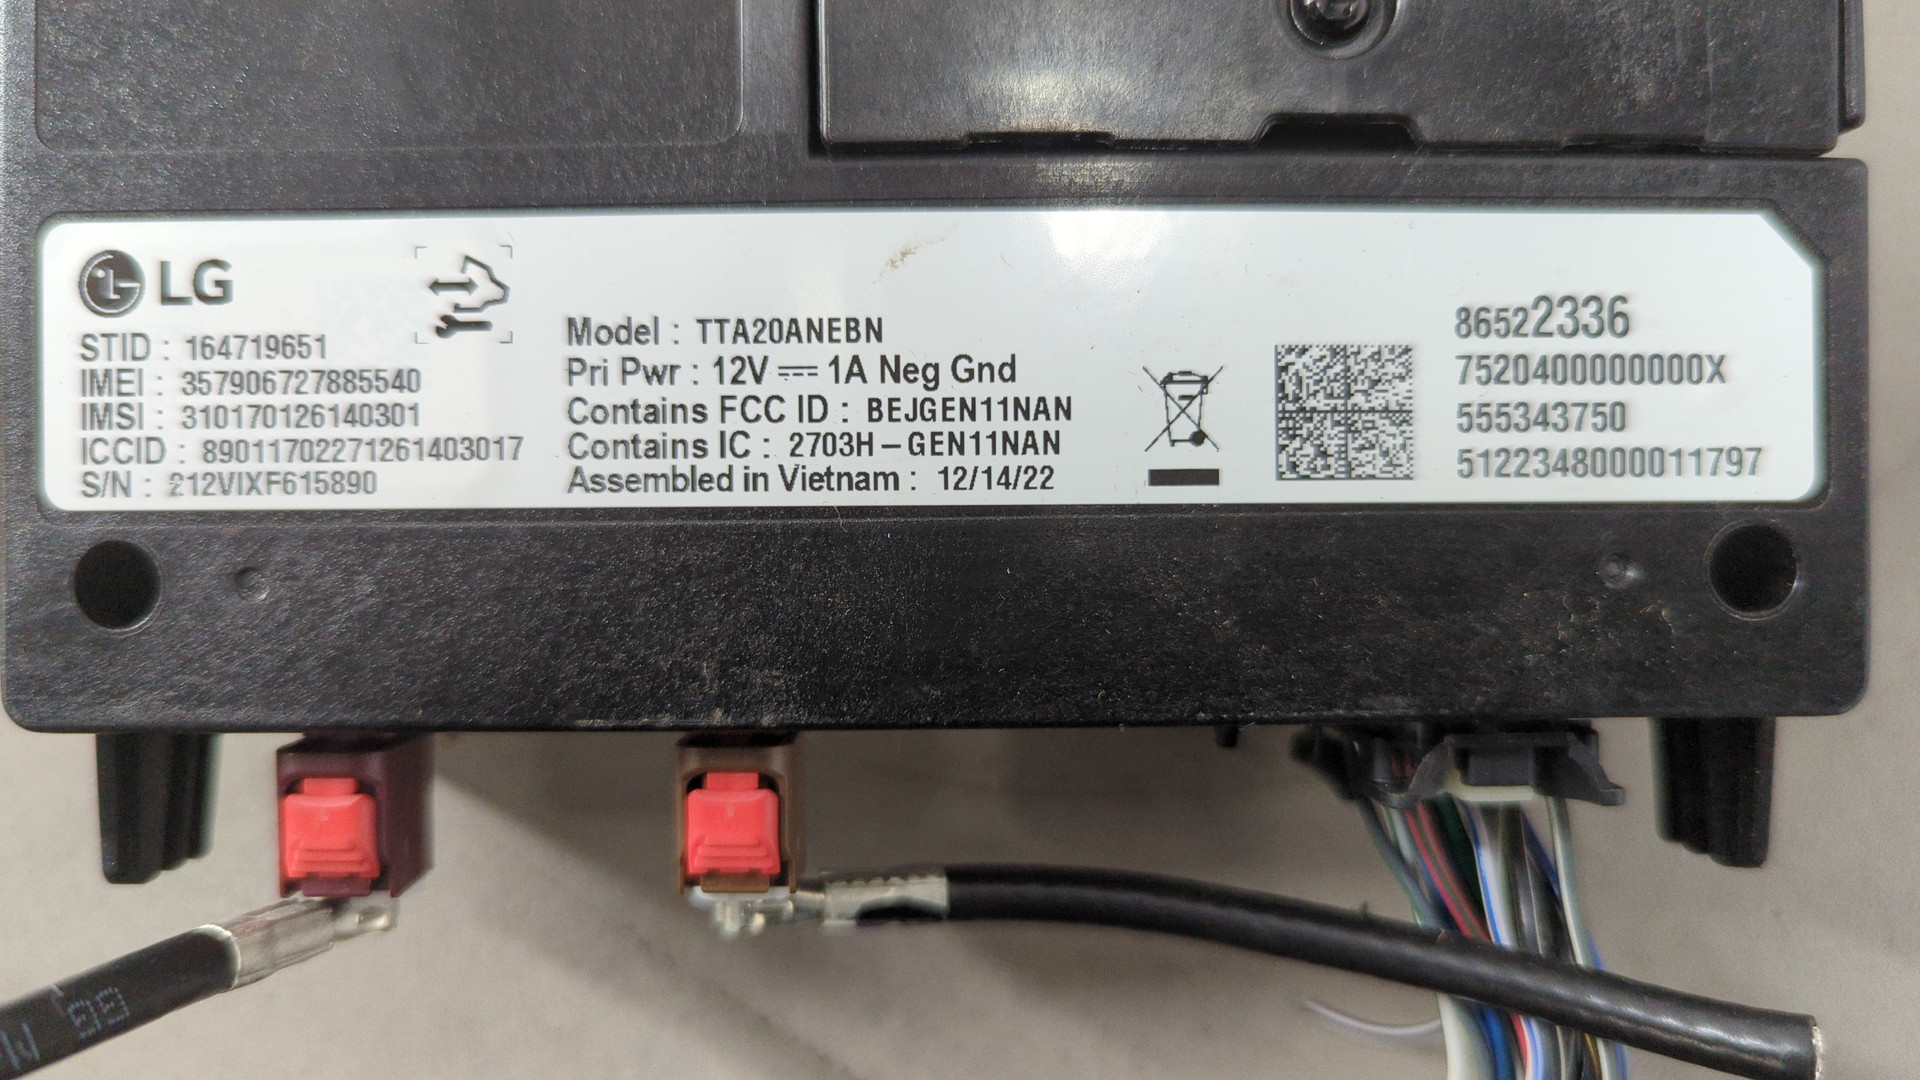 LG
STID : 164719651
IMEI : 357906727885540
IMSI : 310170126140301
ICCID : 89011702271261403017
S/N : 212VIXF615890
Model : TTA20ANEBN
Pri Pwr : 12V ⎓ 1A Neg Gnd
Contains FCC ID : BEJGEN11NAN
Contains IC : 2703H-GEN11NAN
Assembled in Vietnam : 12/14/22
86522336
7520400000000X
555343750
5122348000011797